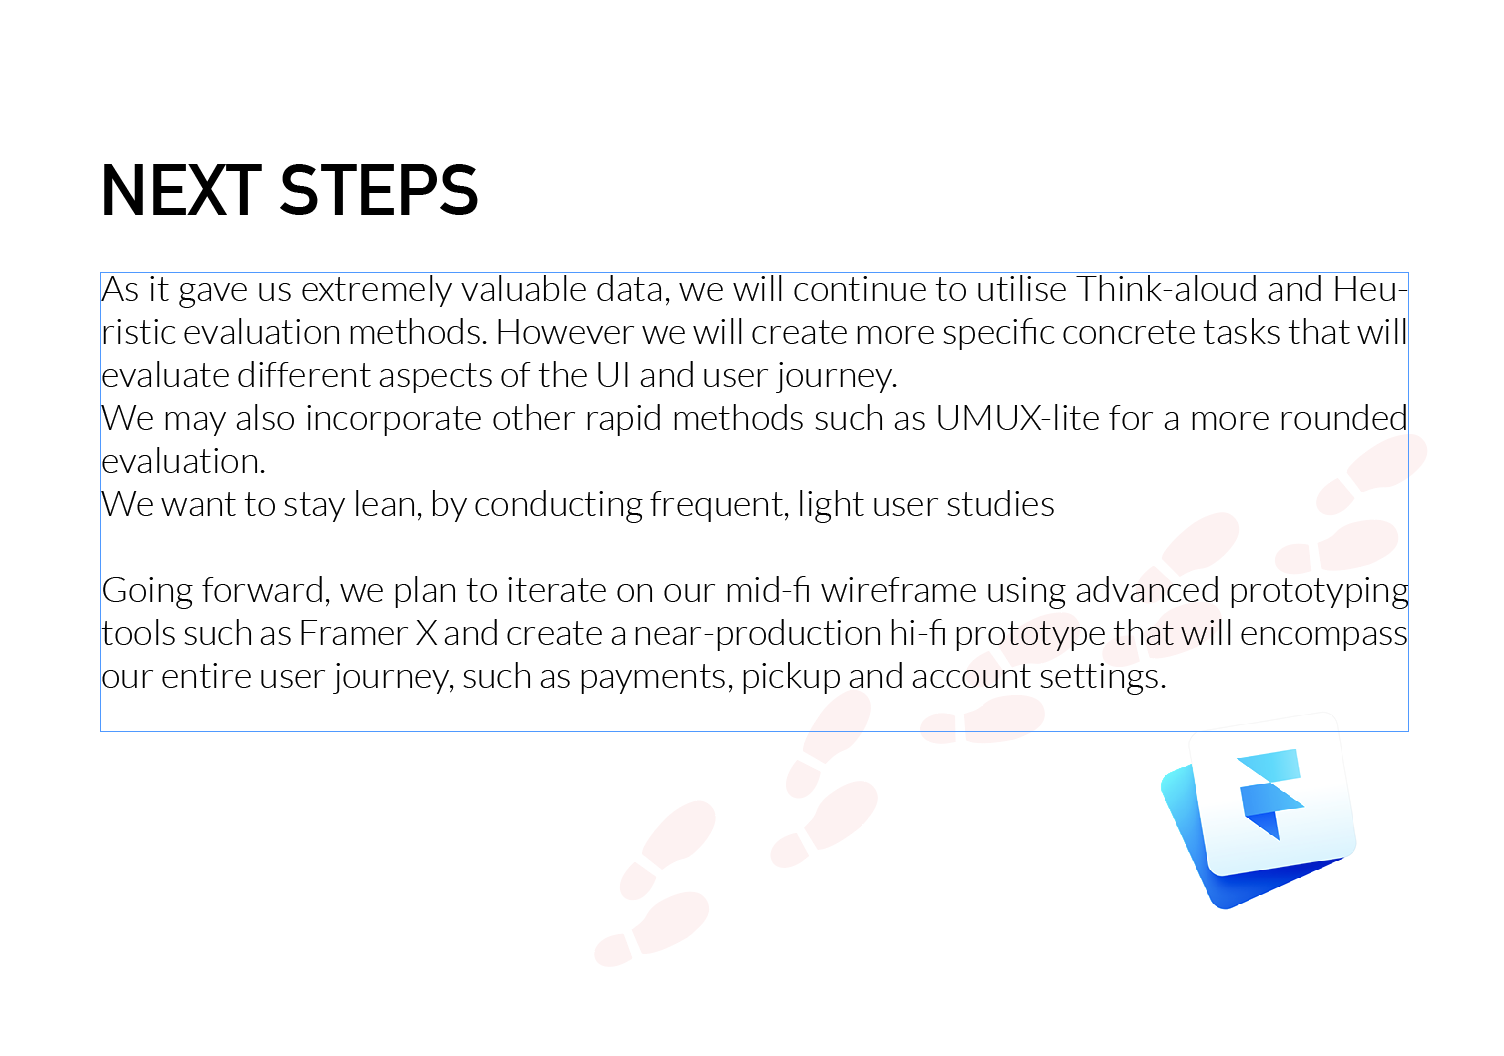 NEXT STEPS
As it gave us extremely valuable data, we will continue to utilise Think-aloud and Heu-
ristic evaluation methods. However we will create more specific concrete tasks that will
evaluate different aspects of the UI and user journey.
We may also incorporate other rapid methods such as UMUX-lite for a more rounded
evaluation.
We want to stay lean, by conducting frequent, light user studies
Going forward, we plan to iterate on our mid-fi wireframe using advanced prototyping
tools such as Framer X and create a near-production hi-fi prototype that will encompass
our entire user journey, such as payments, pickup and account settings.